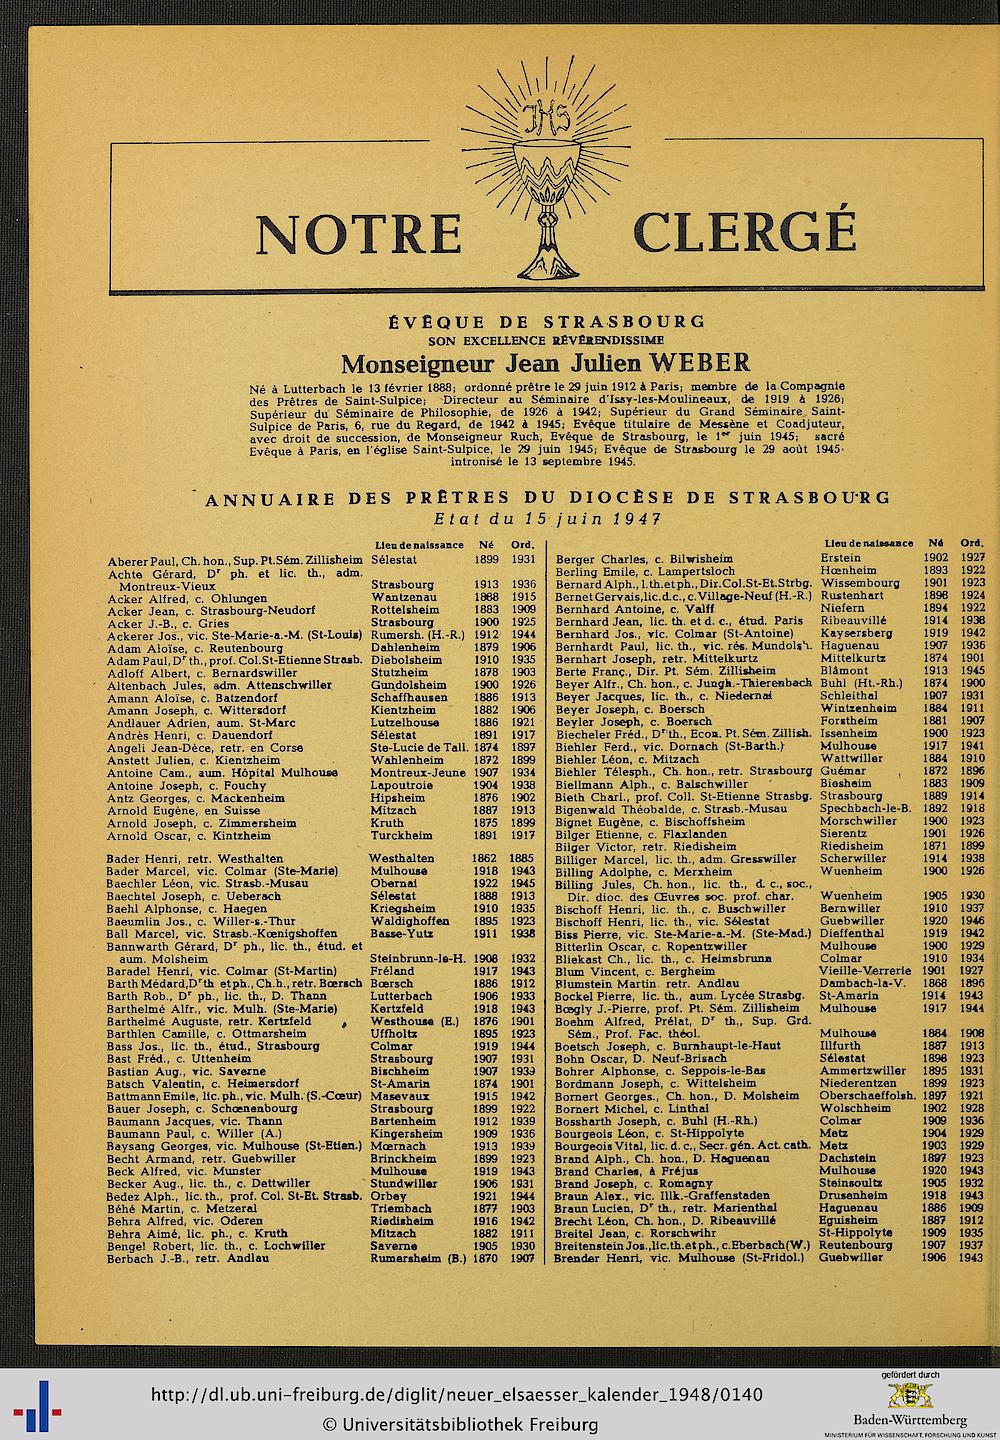 JHS
NOTRE CLERGÉ
ÉVÊQUE DE STRASBOURG
SON EXCELLENCE RÉVÉRENDISSIME
Monseigneur Jean Julien WEBER
Né à Lutterbach le 13 février 1888; ordonné prêtre le 29 juin 1912 à Paris; membre de la Compagnie
des Prêtres de Saint-Sulpice; Directeur au Séminaire d'Issy-les-Moulineaux, de 1919 à 1926;
Supérieur du Séminaire de Philosophie, de 1926 à 1942; Supérieur du Grand Séminaire Saint-
Sulpice de Paris, 6, rue du Regard, de 1942 à 1945; Evêque titulaire de Messène et Coadjuteur,
avec droit de succession, de Monseigneur Ruch, Evêque de Strasbourg, le 1er juin 1945; sacré
Evêque à Paris, en l'église Saint-Sulpice, le 29 juin 1945; Evêque de Strasbourg le 29 août 1945;
intronisé le 13 septembre 1945.
ANNUAIRE DES PRÊTRES DU DIOCÈSE DE STRASBOURG
Etat du 15 juin 1947
Lieu de naissance Né Ord.
Aberer Paul, Ch. hon., Sup. Pt. Sém. Zillisheim Sélestat 1899 1931
Achte Gérard, Dr ph. et lic. th., adm.
Montreux-Vieux Strasbourg 1913 1936
Acker Alfred, c. Ohlungen Wantzenau 1888 1915
Acker Jean, c. Strasbourg-Neudorf Rottelsheim 1883 1909
Acker J.-B., c. Gries Strasbourg 1900 1925
Ackerer Jos., vic. Ste-Marie-a.-M. (St-Louis) Rumersh. (H.-R.) 1912 1944
Adam Aloïse, c. Reutenbourg Dahlenheim 1879 1906
Adam Paul, Dr th., prof. Col. St-Etienne Strasb. Diebolsheim 1910 1935
Adloff Albert, c. Bernardswiller Stutzheim 1878 1903
Altenbach Jules, adm. Attenschwiller Gundolsheim 1900 1926
Amann Aloïse, c. Batzendorf Schaffhausen 1886 1913
Amann Joseph, c. Wittersdorf Kientzheim 1882 1906
Andlauer Adrien, aum. St-Marc Lutzelhouse 1886 1921
Andrès Henri, c. Dauendorf Sélestat 1891 1917
Angeli Jean-Dèce, retr. en Corse Ste-Lucie de Tall. 1874 1897
Anstett Julien, c. Kientzheim Wahlenheim 1872 1899
Antoine Cam., aum. Hôpital Mulhouse Montreux-Jeune 1907 1934
Antoine Joseph, c. Fouchy Lapoutroie 1904 1938
Antz Georges, c. Mackenheim Hipsheim 1876 1902
Arnold Eugène, en Suisse Mitzach 1887 1913
Arnold Joseph, c. Zimmersheim Kruth 1875 1899
Arnold Oscar, c. Kintzheim Turckheim 1891 1917
Bader Henri, retr. Westhalten Westhalten 1862 1885
Bader Marcel, vic. Colmar (Ste-Marie) Mulhouse 1918 1943
Baechler Léon, vic. Strasb.-Musau Obernai 1922 1945
Baechtel Joseph, c. Ueberach Sélestat 1888 1913
Baehl Alphonse, c. Haegen Kriegsheim 1910 1935
Baeumlin Jos., c. Willer-s.-Thur Waldighoffen 1895 1923
Ball Marcel, vic. Strasb.-Kœnigshoffen Basse-Yutz 1911 1938
Bannwarth Gérard, Dr ph., lic. th., étud. et
aum. Molsheim Steinbrunn-le-H. 1908 1932
Baradel Henri, vic. Colmar (St-Martin) Fréland 1917 1943
Barth Médard, Dr th et ph., Ch. h., retr. Bœrsch Bœrsch 1886 1912
Barth Rob., Dr ph., lic. th., D. Thann Lutterbach 1906 1933
Barthelmé Alfr., vic. Mulh. (Ste-Marie) Kertzfeld 1918 1943
Barthelmé Auguste, retr. Kertzfeld Westhouse (E.) 1876 1901
Barthlen Camille, c. Ottmarsheim Uffholtz 1895 1923
Bass Jos., lic. th., étud., Strasbourg Colmar 1919 1944
Bast Fréd., c. Uttenheim Strasbourg 1907 1931
Bastian Aug., vic. Saverne Bischheim 1907 1939
Batsch Valentin, c. Heimersdorf St-Amarin 1874 1901
Battmann Emile, lic. ph., vic. Mulh. (S.-Cœur) Masevaux 1915 1942
Bauer Joseph, c. Schœnenbourg Strasbourg 1899 1922
Baumann Jacques, vic. Thann Bartenheim 1912 1939
Baumann Paul, c. Willer (A.) Kingersheim 1909 1936
Baysang Georges, vic. Mulhouse (St-Etien.) Mœrnach 1913 1939
Becht Armand, retr. Guebwiller Brinckheim 1899 1923
Beck Alfred, vic. Munster Mulhouse 1919 1943
Becker Aug., lic. th., c. Dettwiller Stundwiller 1906 1931
Bedez Alph., lic. th., prof. Col. St-Et. Strasb. Orbey 1921 1944
Béhé Martin, c. Metzeral Triembach 1877 1903
Behra Alfred, vic. Oderen Riedisheim 1916 1942
Behra Aimé, lic. ph., c. Kruth Mitzach 1882 1911
Bengel Robert, lic. th., c. Lochwiller Saverne 1905 1930
Berbach J.-B., retr. Andlau Rumersheim (B.) 1870 1907
Lieu de naissance Né Ord.
Berger Charles, c. Bilwisheim Erstein 1902 1927
Berling Emile, c. Lampertsloch Hœnheim 1893 1922
Bernard Alph., l. th. et ph., Dir. Col. St-Et. Strbg. Wissembourg 1901 1923
Bernet Gervais, lic. d. c., c. Village-Neuf (H.-R.) Rustenhart 1898 1924
Bernhard Antoine, c. Valff Niefern 1894 1922
Bernhard Jean, lic. th. et d. c., étud. Paris Ribeauvillé 1914 1938
Bernhard Jos., vic. Colmar (St-Antoine) Kaysersberg 1919 1942
Bernhardt Paul, lic. th., vic. rés. Mundolsh. Haguenau 1907 1936
Bernhart Joseph, retr. Mittelkurtz Mittelkurtz 1874 1901
Berte Franç., Dir. Pt. Sém. Zillisheim Blâmont 1913 1945
Beyer Alfr., Ch. hon., c. Jungh.-Thierenbach Buhl (Ht.-Rh.) 1874 1900
Beyer Jacques, lic. th., c. Niedernai Schleithal 1907 1931
Beyer Joseph, c. Boersch Wintzenheim 1884 1911
Beyler Joseph, c. Boersch Forstheim 1881 1907
Biecheler Fréd., Dr th., Econ. Pt. Sém. Zillish. Issenheim 1900 1923
Biehler Ferd., vic. Dornach (St-Barth.) Mulhouse 1917 1941
Biehler Léon, c. Mitzach Wattwiller 1884 1910
Biehler Télesph., Ch. hon., retr. Strasbourg Guémar 1872 1896
Biellmann Alph., c. Balschwiller Biesheim 1883 1909
Bieth Charl., prof. Coll. St-Etienne Strasbg. Strasbourg 1889 1914
Bigenwald Théobalde, c. Strasb.-Musau Spechbach-le-B. 1892 1918
Bignet Eugène, c. Bischoffsheim Morschwiller 1900 1923
Bilger Etienne, c. Flaxlanden Sierentz 1901 1926
Bilger Victor, retr. Riedisheim Riedisheim 1871 1899
Billiger Marcel, lic. th., adm. Gresswiller Scherwiller 1914 1938
Billing Adolphe, c. Merxheim Wuenheim 1900 1926
Billing Jules, Ch. hon., lic. th., d. c., soc.,
Dir. dioc. des Œuvres soc. prof. char. Wuenheim 1905 1930
Bischoff Henri, lic. th., c. Buschwiller Bernwiller 1910 1937
Bischoff Henri, lic. th., vic. Sélestat Guebwiller 1920 1946
Biss Pierre, vic. Ste-Marie-a.-M. (Ste-Mad.) Dieffenthal 1919 1942
Bitterlin Oscar, c. Ropentzwiller Mulhouse 1900 1929
Bliekast Ch., lic. th., c. Heimsbrunn Colmar 1910 1934
Blum Vincent, c. Bergheim Vieille-Verrerie 1901 1927
Blumstein Martin. retr. Andlau Dambach-la-V. 1868 1896
Bockel Pierre, lic. th., aum. Lycée Strasbg. St-Amarin 1914 1943
Bœgly J.-Pierre, prof. Pt. Sém. Zillisheim Mulhouse 1917 1944
Boehm Alfred, Prélat, Dr th., Sup. Grd.
Sém., Prof. Fac. théol. Mulhouse 1884 1908
Boetsch Joseph, c. Burnhaupt-le-Haut Illfurth 1887 1913
Bohn Oscar, D. Neuf-Brisach Sélestat 1898 1923
Bohrer Alphonse, c. Seppois-le-Bas Ammertzwiller 1895 1931
Bordmann Joseph, c. Wittelsheim Niederentzen 1899 1923
Bornert Georges., Ch. hon., D. Molsheim Oberschaeffolsh. 1897 1921
Bornert Michel, c. Linthal Wolschheim 1902 1928
Bossharth Joseph, c. Buhl (H.-Rh.) Colmar 1909 1936
Bourgeois Léon, c. St-Hippolyte Metz 1904 1929
Bourgeois Vital, lic. d. c., Secr. gén. Act. cath. Metz 1903 1929
Brand Alph., Ch. hon., D. Haguenau Dachstein 1897 1923
Brand Charles, à Fréjus Mulhouse 1920 1943
Brand Joseph, c. Romagny Steinsoultz 1905 1932
Braun Alex., vic. Illk.-Graffenstaden Drusenheim 1918 1943
Braun Lucien, Dr th., retr. Marienthal Haguenau 1886 1909
Brecht Léon, Ch. hon., D. Ribeauvillé Eguisheim 1887 1912
Breitel Jean, c. Rorschwihr St-Hippolyte 1909 1935
Breitenstein Jos., lic. th. et ph., c. Eberbach (W.) Reutenbourg 1907 1937
Brender Henri, vic. Mulhouse (St-Fridol.) Guebwiller 1906 1943
http://dl.ub.uni-freiburg.de/diglit/neuer_elsaesser_kalender_1948/0140
© Universitätsbibliothek Freiburg
gefördert durch
Baden-Württemberg
MINISTERIUM FÜR WISSENSCHAFT, FORSCHUNG UND KUNST